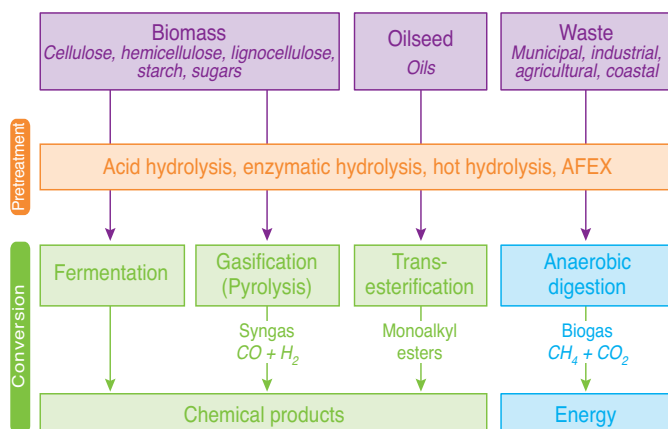 Biomass
Cellulose, hemicellulose, lignocellulose,
starch, sugars
Oilseed
Oils
Waste
Municipal, industrial,
agricultural, coastal
Pretreatment
Acid hydrolysis, enzymatic hydrolysis, hot hydrolysis, AFEX
Conversion
Fermentation
Gasification
(Pyrolysis)
Trans-
esterification
Anaerobic
digestion
Syngas
CO + H₂
Monoalkyl
esters
Biogas
CH₄ + CO₂
Chemical products
Energy